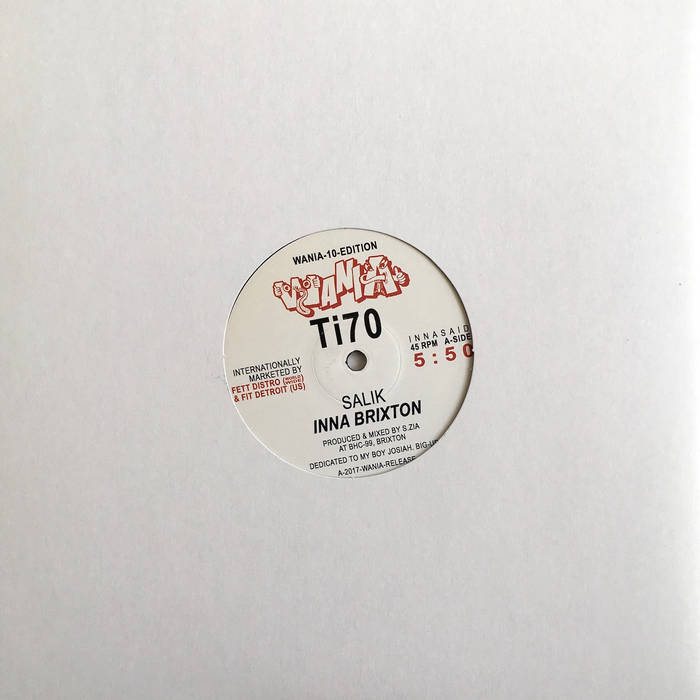 WANIA-10-EDITION
WANIA
Ti70
INNASAID
45 RPM A-SIDE
5:50
INTERNATIONALLY
MARKETED BY
FETT DISTRO (WORLD WIDE)
& FIT DETROIT (US)
SALIK
INNA BRIXTON
PRODUCED & MIXED BY S.ZIA
AT BHC-99, BRIXTON
DEDICATED TO MY BOY JOSIAH. BIG-UP
A-2017-WANIA-RELEASE